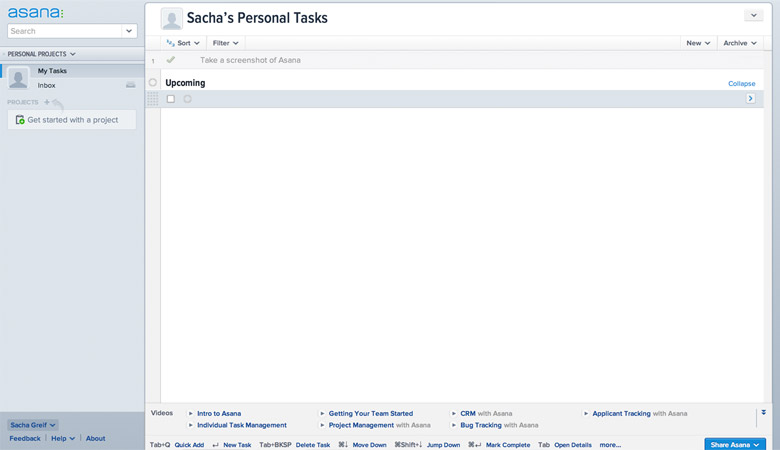 asana:
Search
PERSONAL PROJECTS
My Tasks
Inbox
PROJECTS +
Get started with a project
Sacha Greif
Feedback | Help | About
Sacha's Personal Tasks
Sort Filter New Archive
1 Take a screenshot of Asana
Upcoming Collapse
Videos Intro to Asana Getting Your Team Started CRM with Asana Applicant Tracking with Asana
Individual Task Management Project Management with Asana Bug Tracking with Asana
Tab+Q Quick Add ↵ New Task Tab+BKSP Delete Task ⌘↓ Move Down ⌘Shift+↓ Jump Down ⌘↵ Mark Complete Tab Open Details more... Share Asana